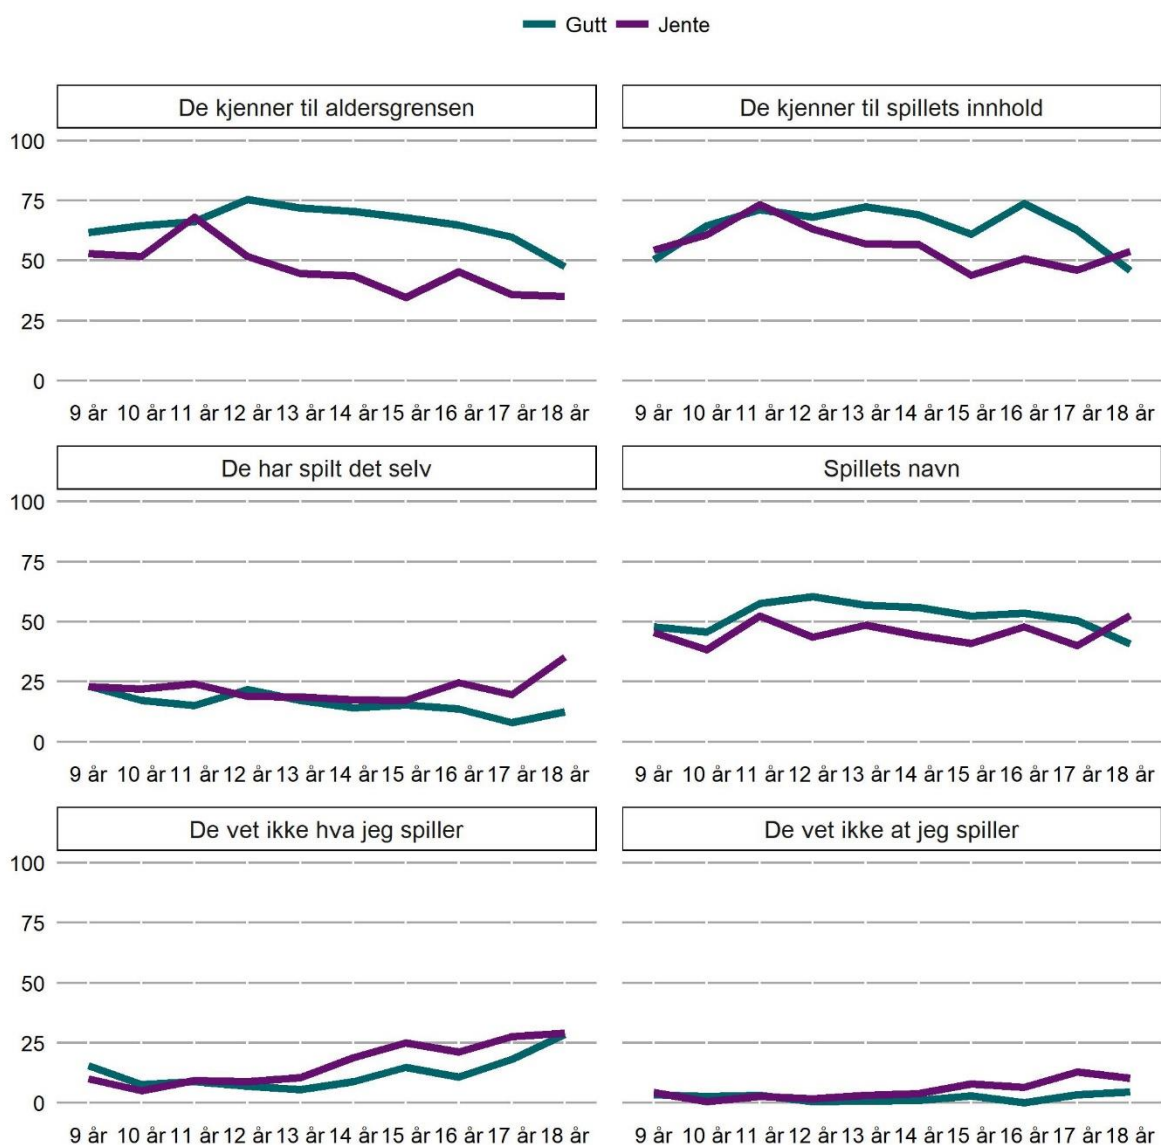 Gutt Jente
De kjenner til aldersgrensen
De kjenner til spillets innhold
100
75
50
25
0
9 år 10 år 11 år 12 år 13 år 14 år 15 år 16 år 17 år 18 år
9 år 10 år 11 år 12 år 13 år 14 år 15 år 16 år 17 år 18 år
De har spilt det selv
Spillets navn
100
75
50
25
0
9 år 10 år 11 år 12 år 13 år 14 år 15 år 16 år 17 år 18 år
9 år 10 år 11 år 12 år 13 år 14 år 15 år 16 år 17 år 18 år
De vet ikke hva jeg spiller
De vet ikke at jeg spiller
100
75
50
25
0
9 år 10 år 11 år 12 år 13 år 14 år 15 år 16 år 17 år 18 år
9 år 10 år 11 år 12 år 13 år 14 år 15 år 16 år 17 år 18 år